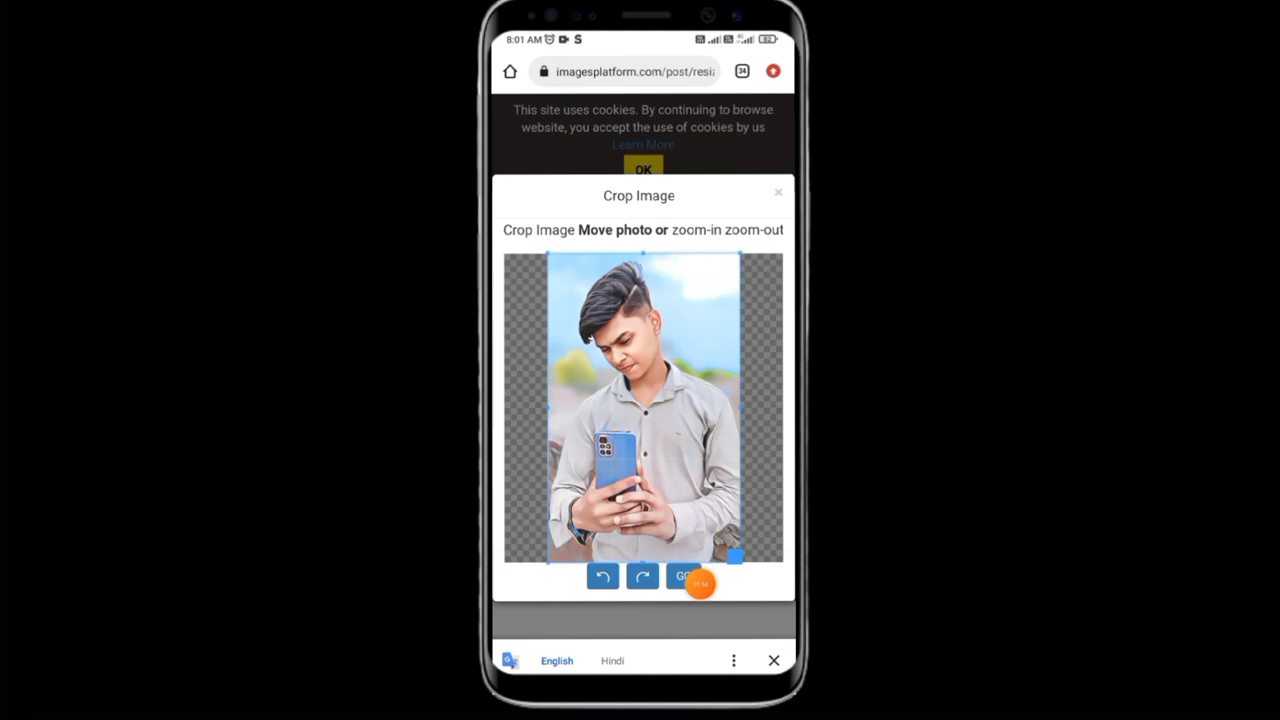 8:01 AM
imagesplatform.com/post/resi
34
This site uses cookies. By continuing to browse
website, you accept the use of cookies by us
Learn More
OK
Crop Image
×
Crop Image Move photo or zoom-in zoom-out
GO
English
Hindi